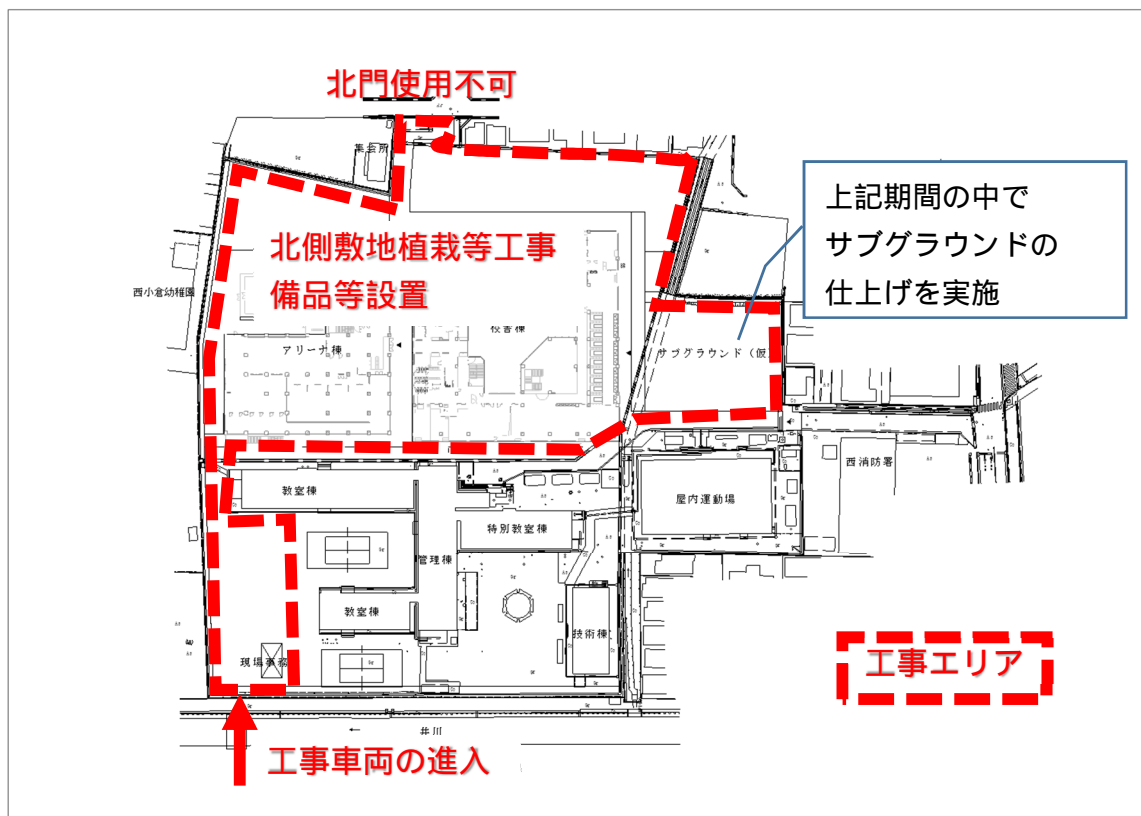 北門使用不可
集会所
上記期間の中で
サブグラウンドの
仕上げを実施
北側敷地植栽等工事
備品等設置
西小倉幼稚園
校舎棟
アリーナ棟
サブグラウンド（仮
西消防署
教室棟
屋内運動場
特別教室棟
管理棟
教室棟
技術棟
現場事務
工事エリア
井川
工事車両の進入